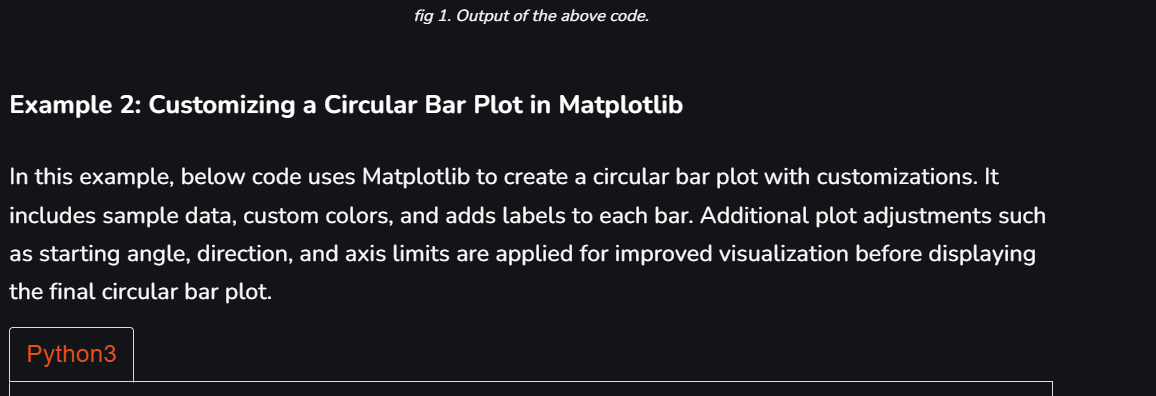 fig 1. Output of the above code.
Example 2: Customizing a Circular Bar Plot in Matplotlib
In this example, below code uses Matplotlib to create a circular bar plot with customizations. It
includes sample data, custom colors, and adds labels to each bar. Additional plot adjustments such
as starting angle, direction, and axis limits are applied for improved visualization before displaying
the final circular bar plot.
Python3